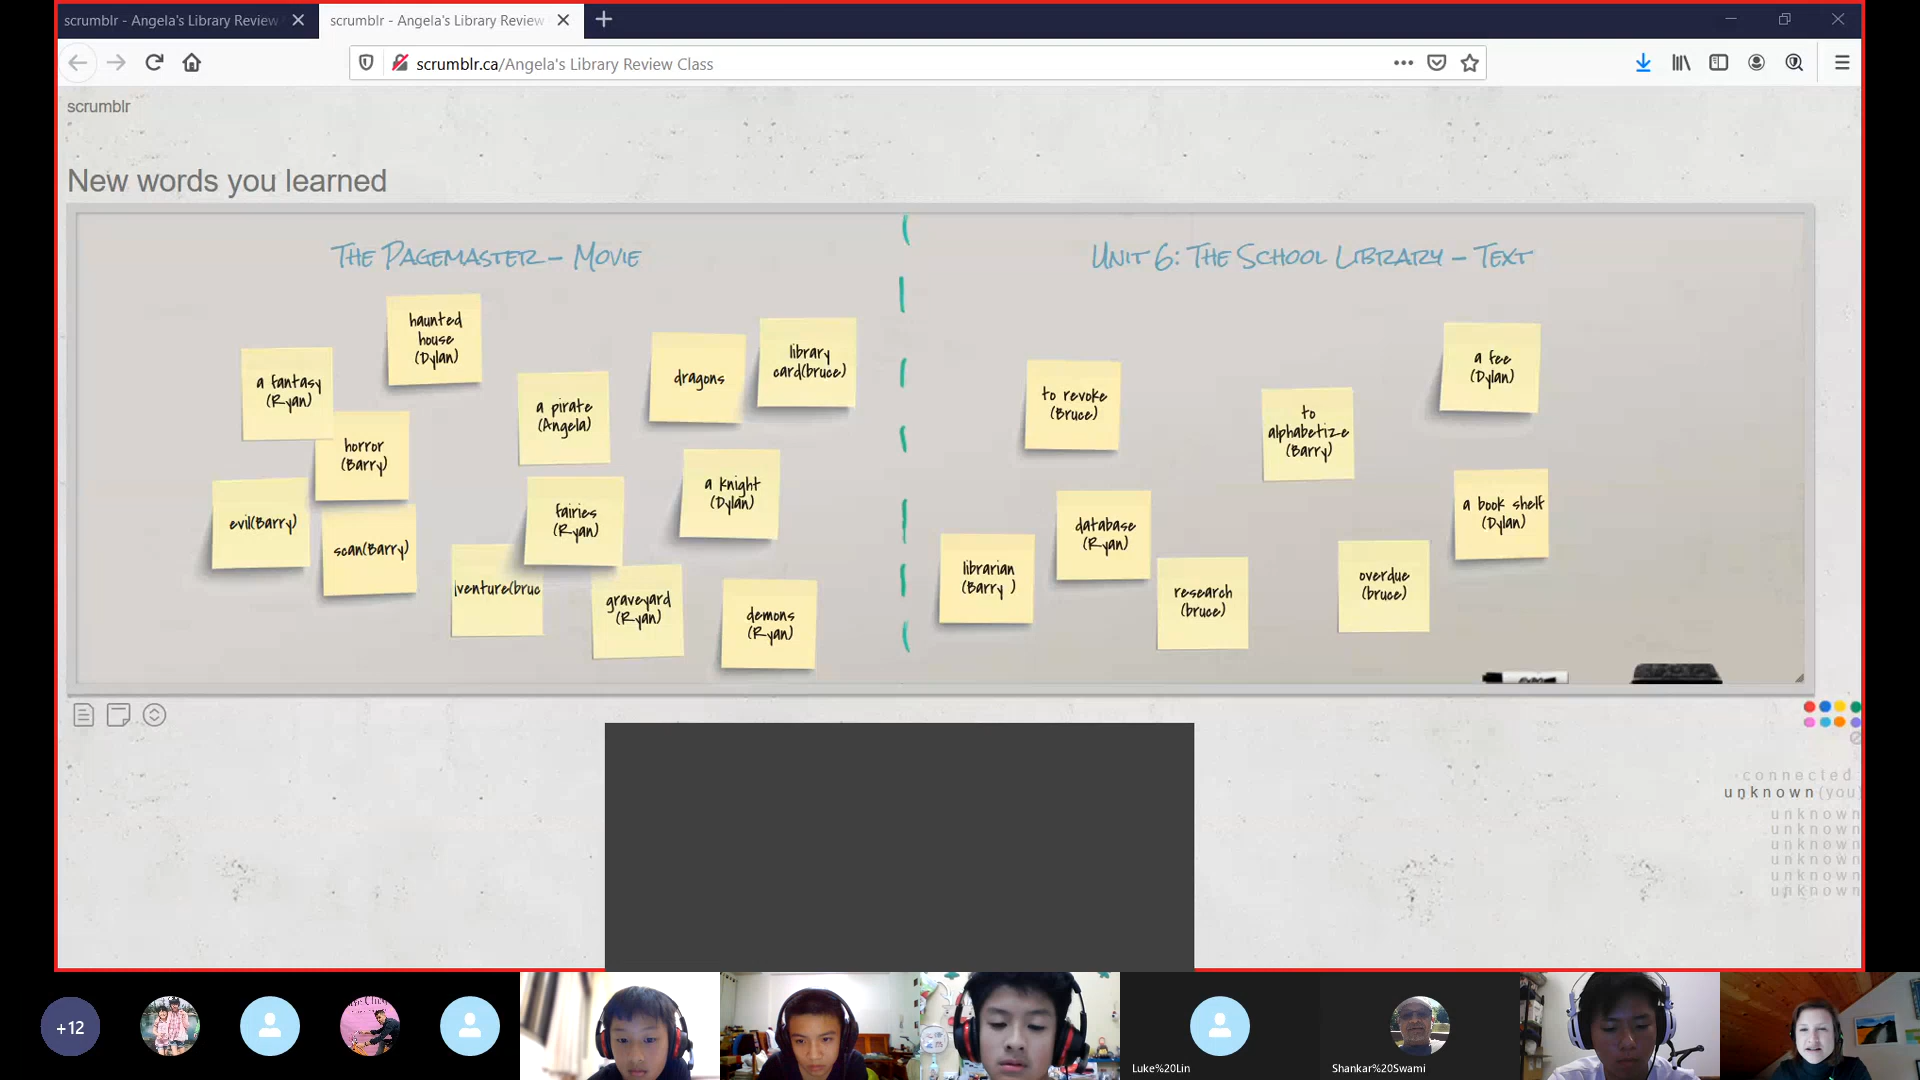 scrumblr - Angela's Library Review
scrumblr - Angela's Library Review
scrumblr.ca/Angela's Library Review Class
scrumblr
New words you learned
The Pagemaster - Movie
Unit 6: The School Library - Text
haunted
house
(Dylan)
a fantasy
(Ryan)
horror
(Barry)
a pirate
(Angela)
dragons
library
card(bruce)
evil(Barry)
scan(Barry)
fairies
(Ryan)
a knight
(Dylan)
venture(bruc
graveyard
(Ryan)
demons
(Ryan)
to revoke
(Bruce)
to
alphabetize
(Barry)
a fee
(Dylan)
database
(Ryan)
a book shelf
(Dylan)
librarian
(Barry )
research
(bruce)
overdue
(bruce)
connected:
unknown(you)
unknown
unknown
unknown
unknown
unknown
unknown
+12
Luke%20Lin
Shankar%20Swami